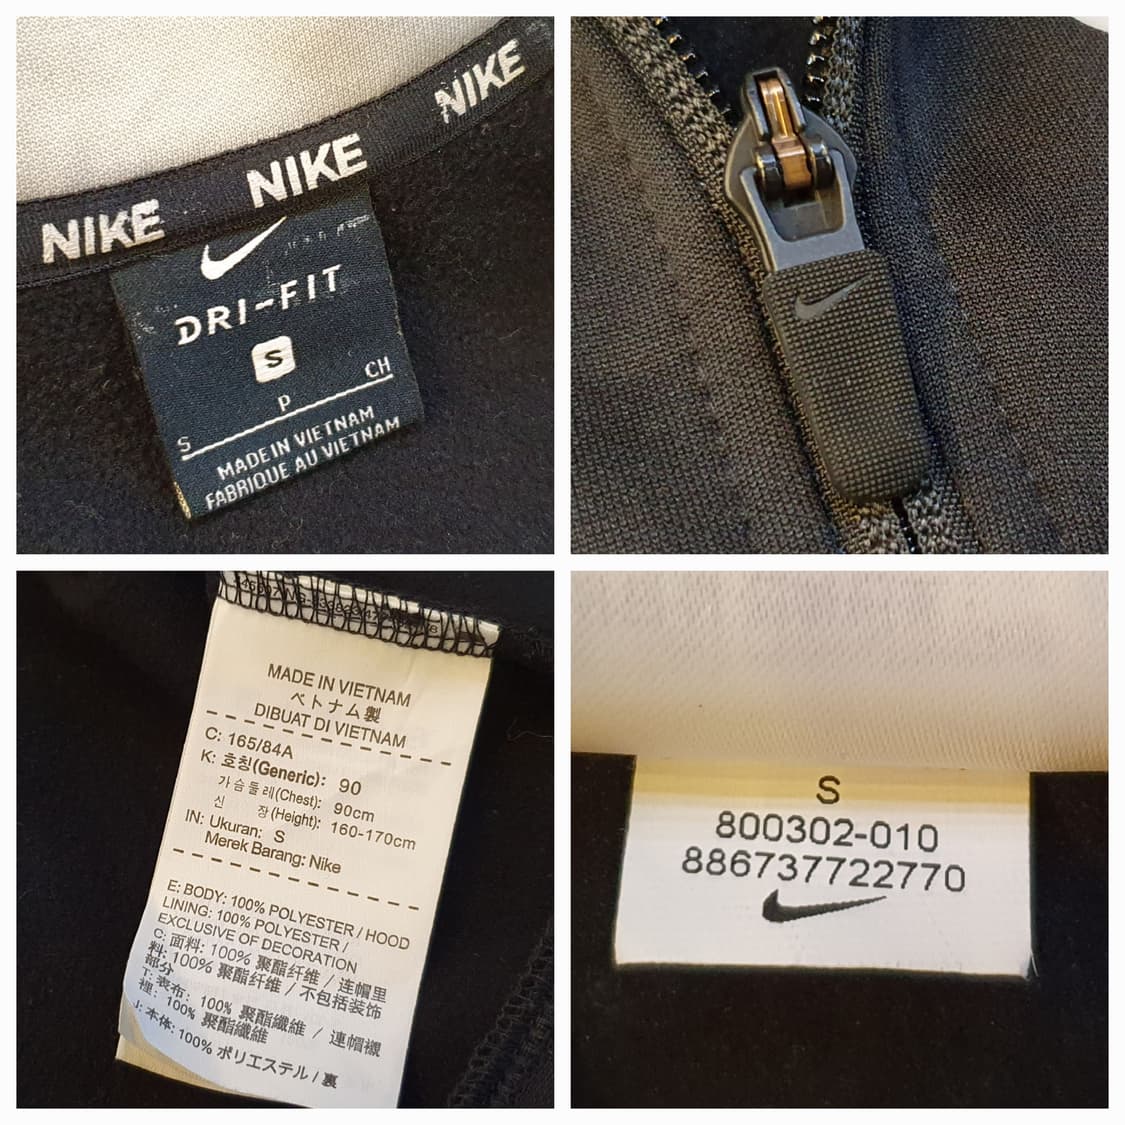 NIKE
NIKE
NIKE
DRI-FIT
S
CH
P
S
MADE IN VIETNAM
FABRIQUE AU VIETNAM
MADE IN VIETNAM
ベトナム製
DIBUAT DI VIETNAM
C: 165/84A
K: 호칭(Generic): 90
가슴둘레(Chest): 90cm
신 장(Height): 160-170cm
IN: Ukuran: S
Merek Barang: Nike
E: BODY: 100% POLYESTER / HOOD
LINING: 100% POLYESTER /
EXCLUSIVE OF DECORATION
C: 面料: 100% 聚酯纤维 / 连帽里
料: 100% 聚酯纤维 / 不包括装饰
部分
T: 表布: 100% 聚酯纖維 / 連帽襯
裡: 100% 聚酯纖維
J: 本体: 100% ポリエステル / 裏
S
800302-010
886737722770